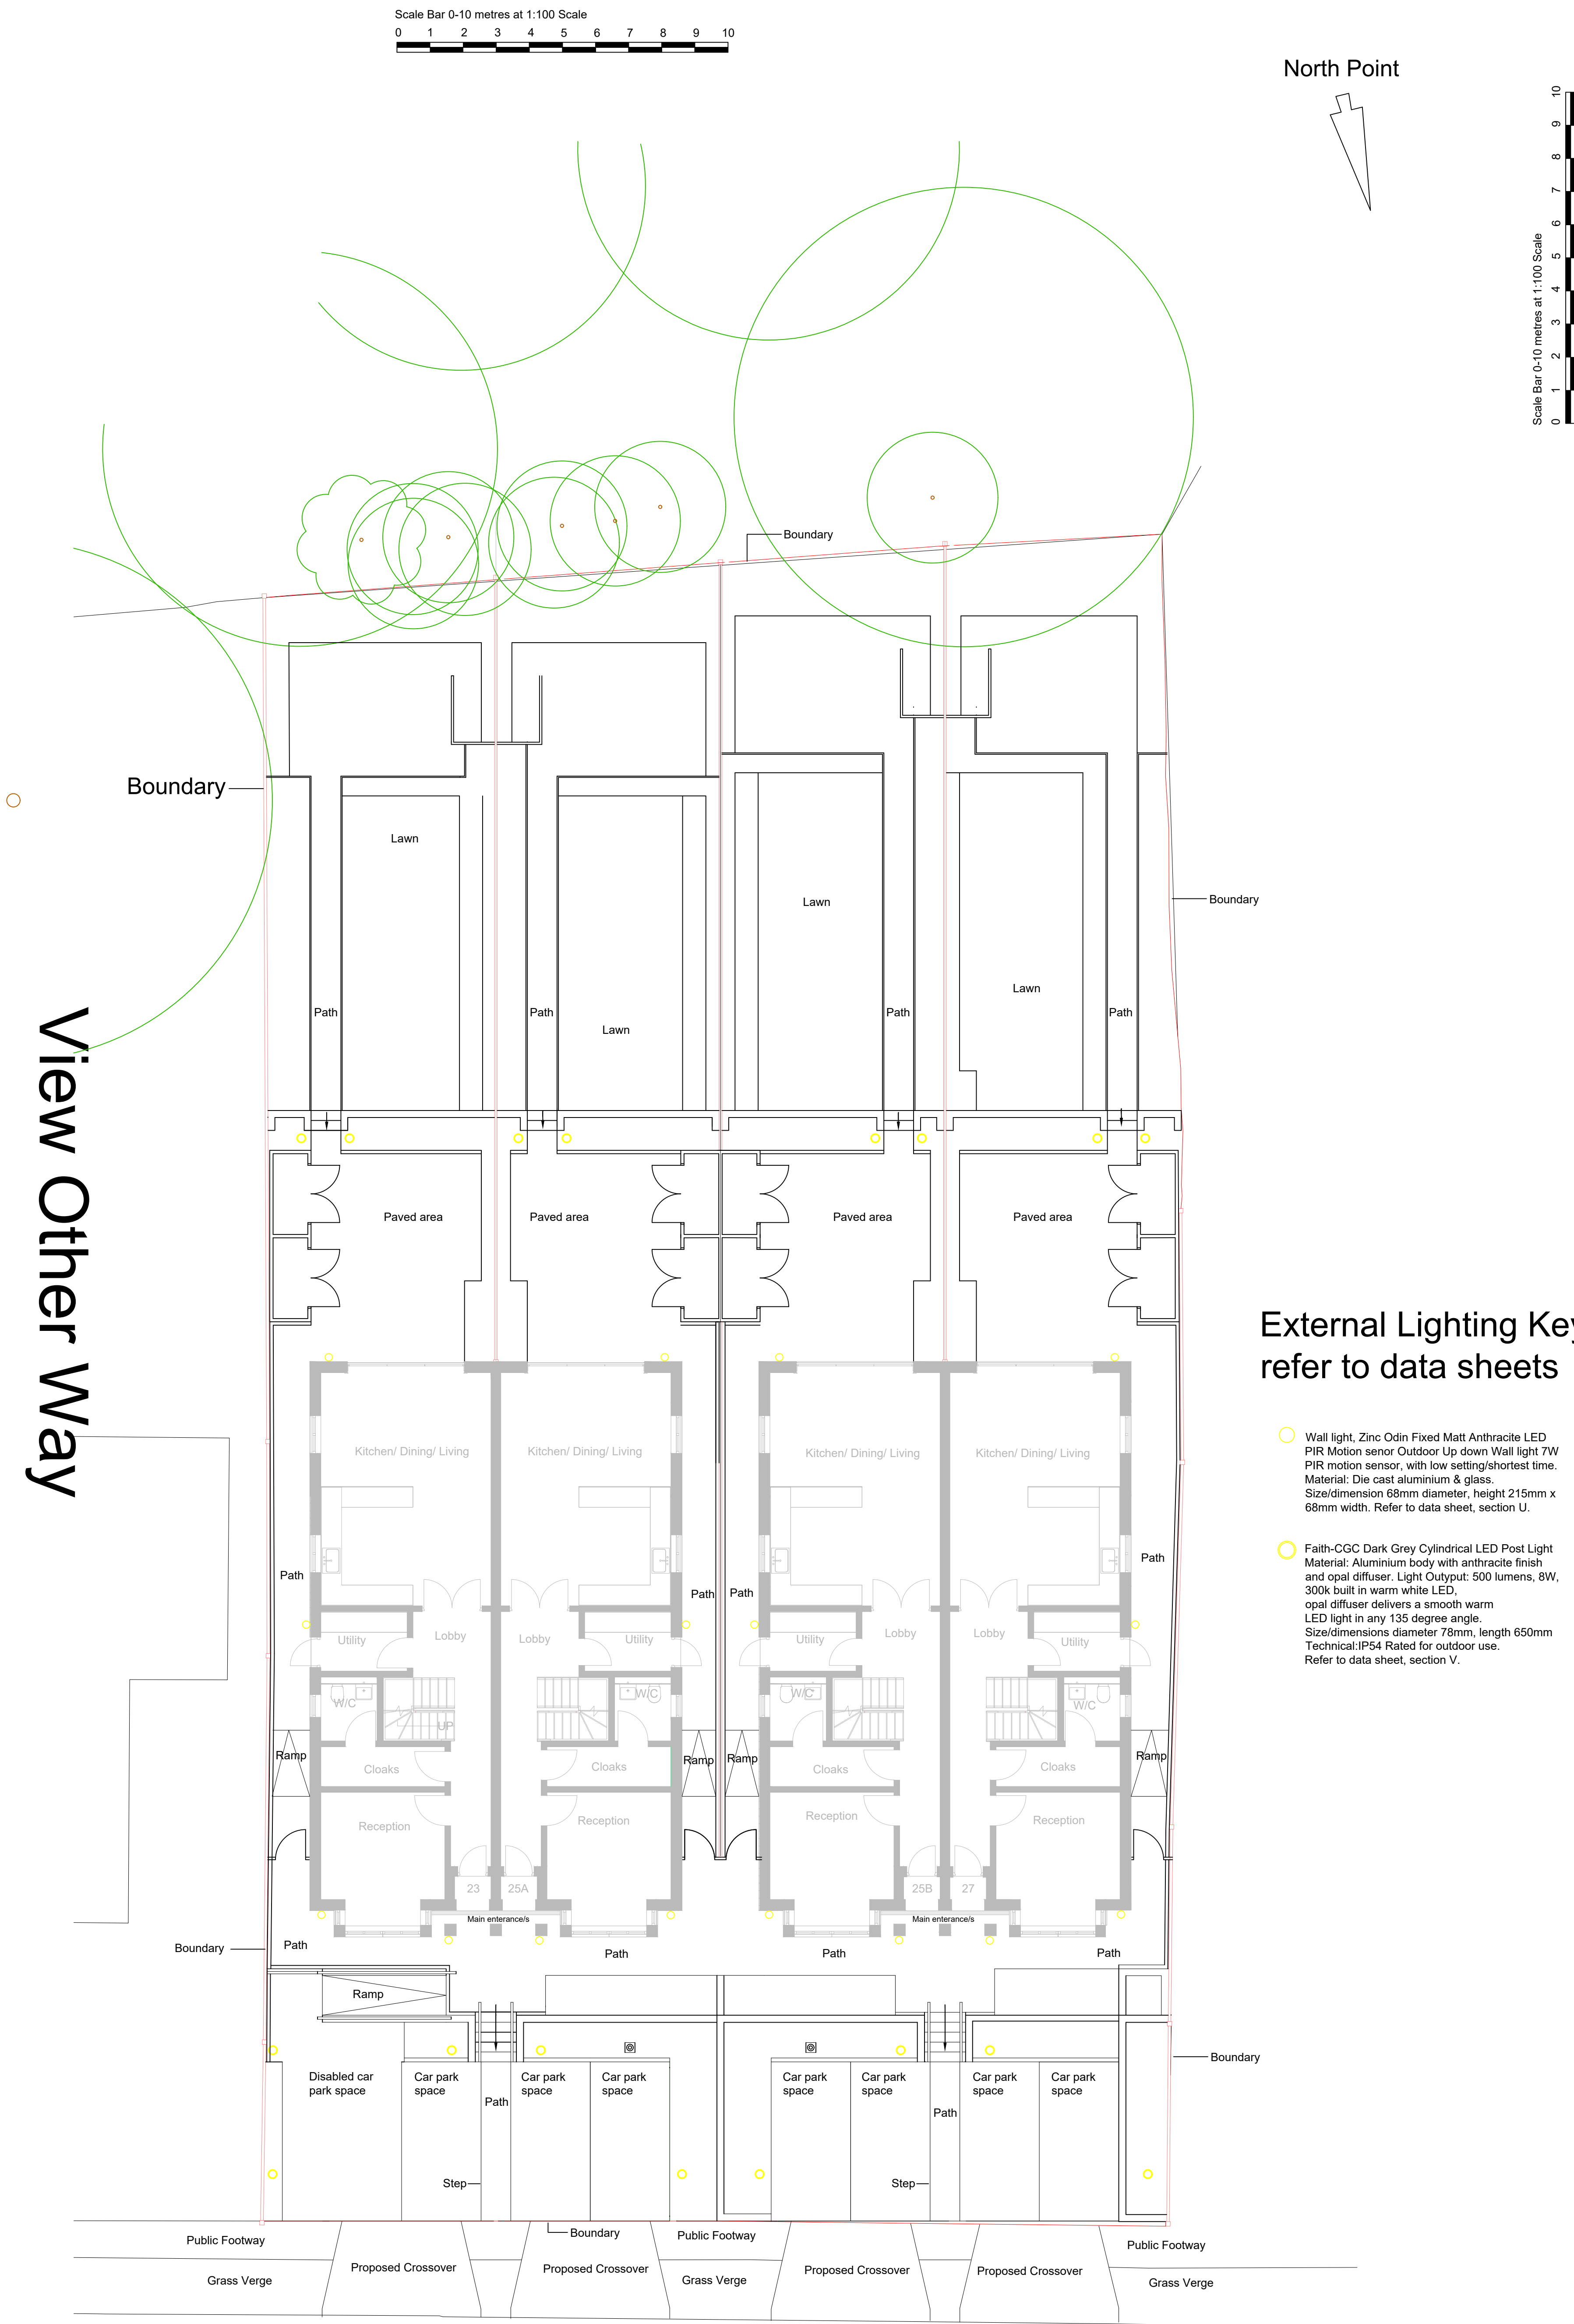 Scale Bar 0-10 metres at 1:100 Scale
0 1 2 3 4 5 6 7 8 9 10
North Point
Scale Bar 0-10 metres at 1:100 Scale
0 1 2 3 4 5 6 7 8 9 10
Boundary
Boundary
Lawn
Lawn
Boundary
Lawn
Lawn
Path
Path
Path
Path
View Other Way
Paved area
Paved area
Paved area
Paved area
External Lighting Key
refer to data sheets
Wall light, Zinc Odin Fixed Matt Anthracite LED
PIR Motion senor Outdoor Up down Wall light 7W
PIR motion sensor, with low setting/shortest time.
Material: Die cast aluminium & glass.
Size/dimension 68mm diameter, height 215mm x
68mm width. Refer to data sheet, section U.
Faith-CGC Dark Grey Cylindrical LED Post Light
Material: Aluminium body with anthracite finish
and opal diffuser. Light Outyput: 500 lumens, 8W,
300k built in warm white LED,
opal diffuser delivers a smooth warm
LED light in any 135 degree angle.
Size/dimensions diameter 78mm, length 650mm
Technical:IP54 Rated for outdoor use.
Refer to data sheet, section V.
Kitchen/ Dining/ Living
Kitchen/ Dining/ Living
Kitchen/ Dining/ Living
Kitchen/ Dining/ Living
Path
Path
Path
Path
Utility
Lobby
Lobby
Utility
Utility
Lobby
Lobby
Utility
W/C
UP
W/C
W/C
W/C
Ramp
Ramp
Ramp
Ramp
Cloaks
Cloaks
Cloaks
Cloaks
Reception
Reception
Reception
Reception
23
25A
25B
27
Main enterance/s
Main enterance/s
Boundary
Path
Path
Path
Path
Ramp
Boundary
Disabled car
park space
Car park
space
Path
Car park
space
Car park
space
Car park
space
Car park
space
Path
Car park
space
Car park
space
Step
Step
Public Footway
Boundary
Public Footway
Public Footway
Proposed Crossover
Proposed Crossover
Proposed Crossover
Proposed Crossover
Grass Verge
Grass Verge
Grass Verge